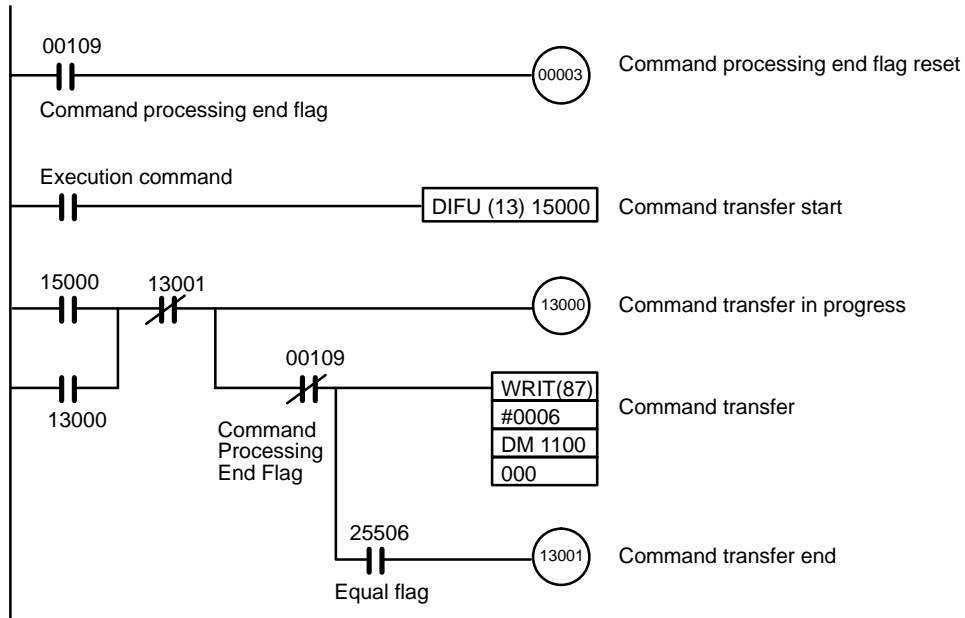 00109
00003
Command processing end flag reset
Command processing end flag
Execution command
DIFU (13) 15000
Command transfer start
15000
13001
13000
Command transfer in progress
13000
00109
Command
Processing
End Flag
WRIT(87)
#0006
DM 1100
000
Command transfer
25506
Equal flag
13001
Command transfer end